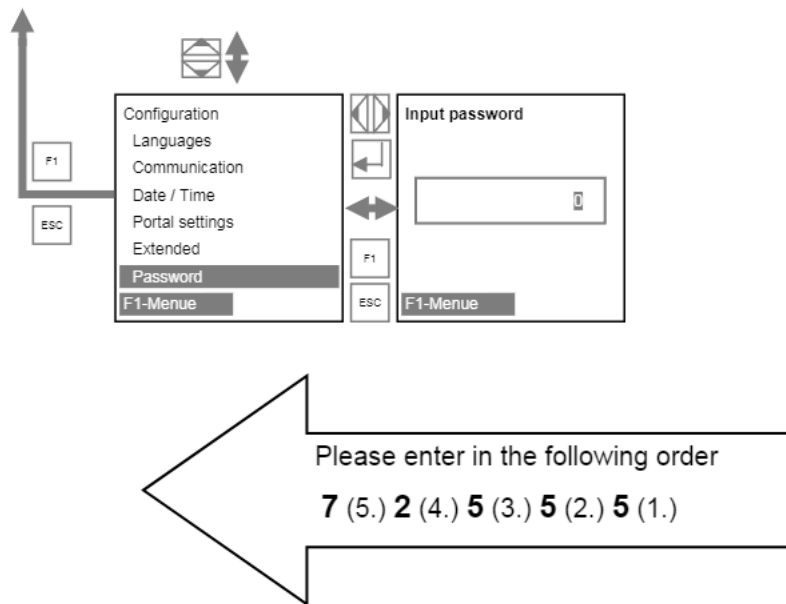 Configuration
Languages
Communication
Date / Time
Portal settings
Extended
Password
F1-Menue
F1
ESC
F1
ESC
Input password
0
F1-Menue
Please enter in the following order
7 (5.) 2 (4.) 5 (3.) 5 (2.) 5 (1.)